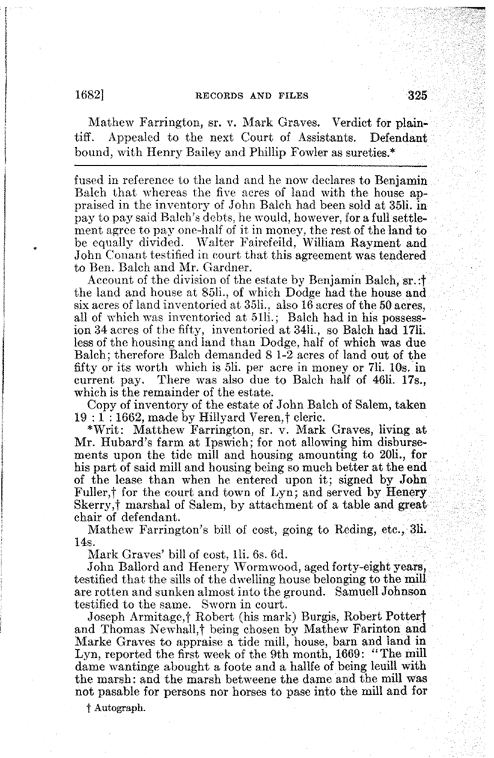 1682] RECORDS AND FILES 325
Mathew Farrington, sr. v. Mark Graves. Verdict for plain-
tiff. Appealed to the next Court of Assistants. Defendant
bound, with Henry Bailey and Phillip Fowler as sureties.*
fused in reference to the land and he now declares to Benjamin
Balch that whereas the five acres of land with the house ap-
praised in the inventory of John Balch had been sold at 35li. in
pay to pay said Balch's debts, he would, however, for a full settle-
ment agree to pay one-half of it in money, the rest of the land to
be equally divided. Walter Fairefeild, William Rayment and
John Conant testified in court that this agreement was tendered
to Ben. Balch and Mr. Gardner.
Account of the division of the estate by Benjamin Balch, sr.:†
the land and house at 85li., of which Dodge had the house and
six acres of land inventoried at 35li., also 16 acres of the 50 acres,
all of which was inventoried at 51li.; Balch had in his possess-
ion 34 acres of the fifty, inventoried at 34li., so Balch had 17li.
less of the housing and land than Dodge, half of which was due
Balch; therefore Balch demanded 8 1-2 acres of land out of the
fifty or its worth which is 5li. per acre in money or 7li. 10s. in
current pay. There was also due to Balch half of 46li. 17s.,
which is the remainder of estate.
Copy of inventory of the estate of John Balch of Salem, taken
19 : 1 : 1662, made by Hillyard Veren,† cleric.
*Writ: Matthew Farrington, sr. v. Mark Graves, living at
Mr. Hubard's farm at Ipswich; for not allowing him disburse-
ments upon the tide mill and housing amounting to 20li., for
his part of said mill and housing being so much better at the end
of the lease than when he entered upon it; signed by John
Fuller,† for the court and town of Lyn; and served by Henery
Skerry,† marshal of Salem, by attachment of a table and great
chair of defendant.
Mathew Farrington's bill of cost, going to Reding, etc., 3li.
14s.
Mark Graves' bill of cost, 1li. 6s. 6d.
John Ballord and Henery Wormwood, aged forty-eight years,
testified that the sills of the dwelling house belonging to the mill
are rotten and sunken almost into the ground. Samuell Johnson
testified to the same. Sworn in court.
Joseph Armitage,† Robert (his mark) Burgis, Robert Potter†
and Thomas Newhall,† being chosen by Mathew Farinton and
Marke Graves to appraise a tide mill, house, barn and land in
Lyn, reported the first week of the 9th month, 1669: "The mill
dame wantinge abought a foote and a hallfe of being leuill with
the marsh: and the marsh betweene the dame and the mill was
not pasable for persons nor horses to pase into the mill and for
† Autograph.